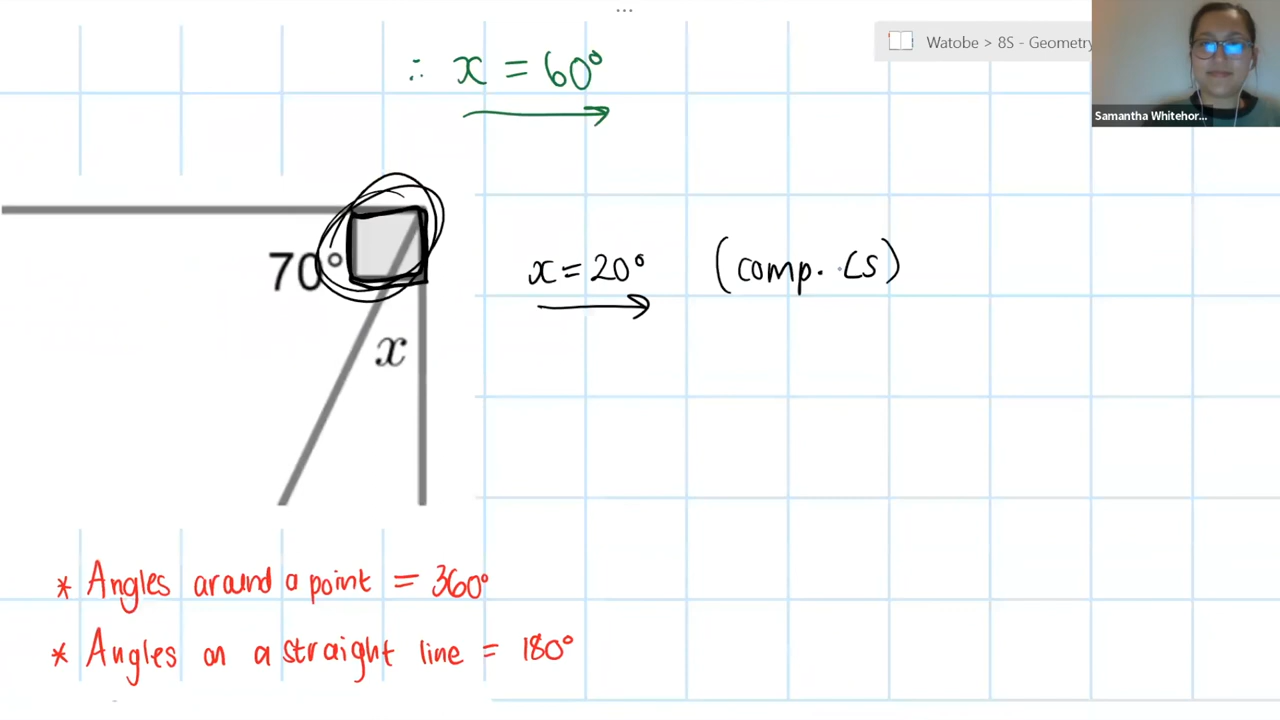 ∴ x = 60°
Watobe > 8S - Geometry
Samantha Whitehor...
70°
x
x = 20° (comp. ∠S)
* Angles around a point = 360°
* Angles on a straight line = 180°